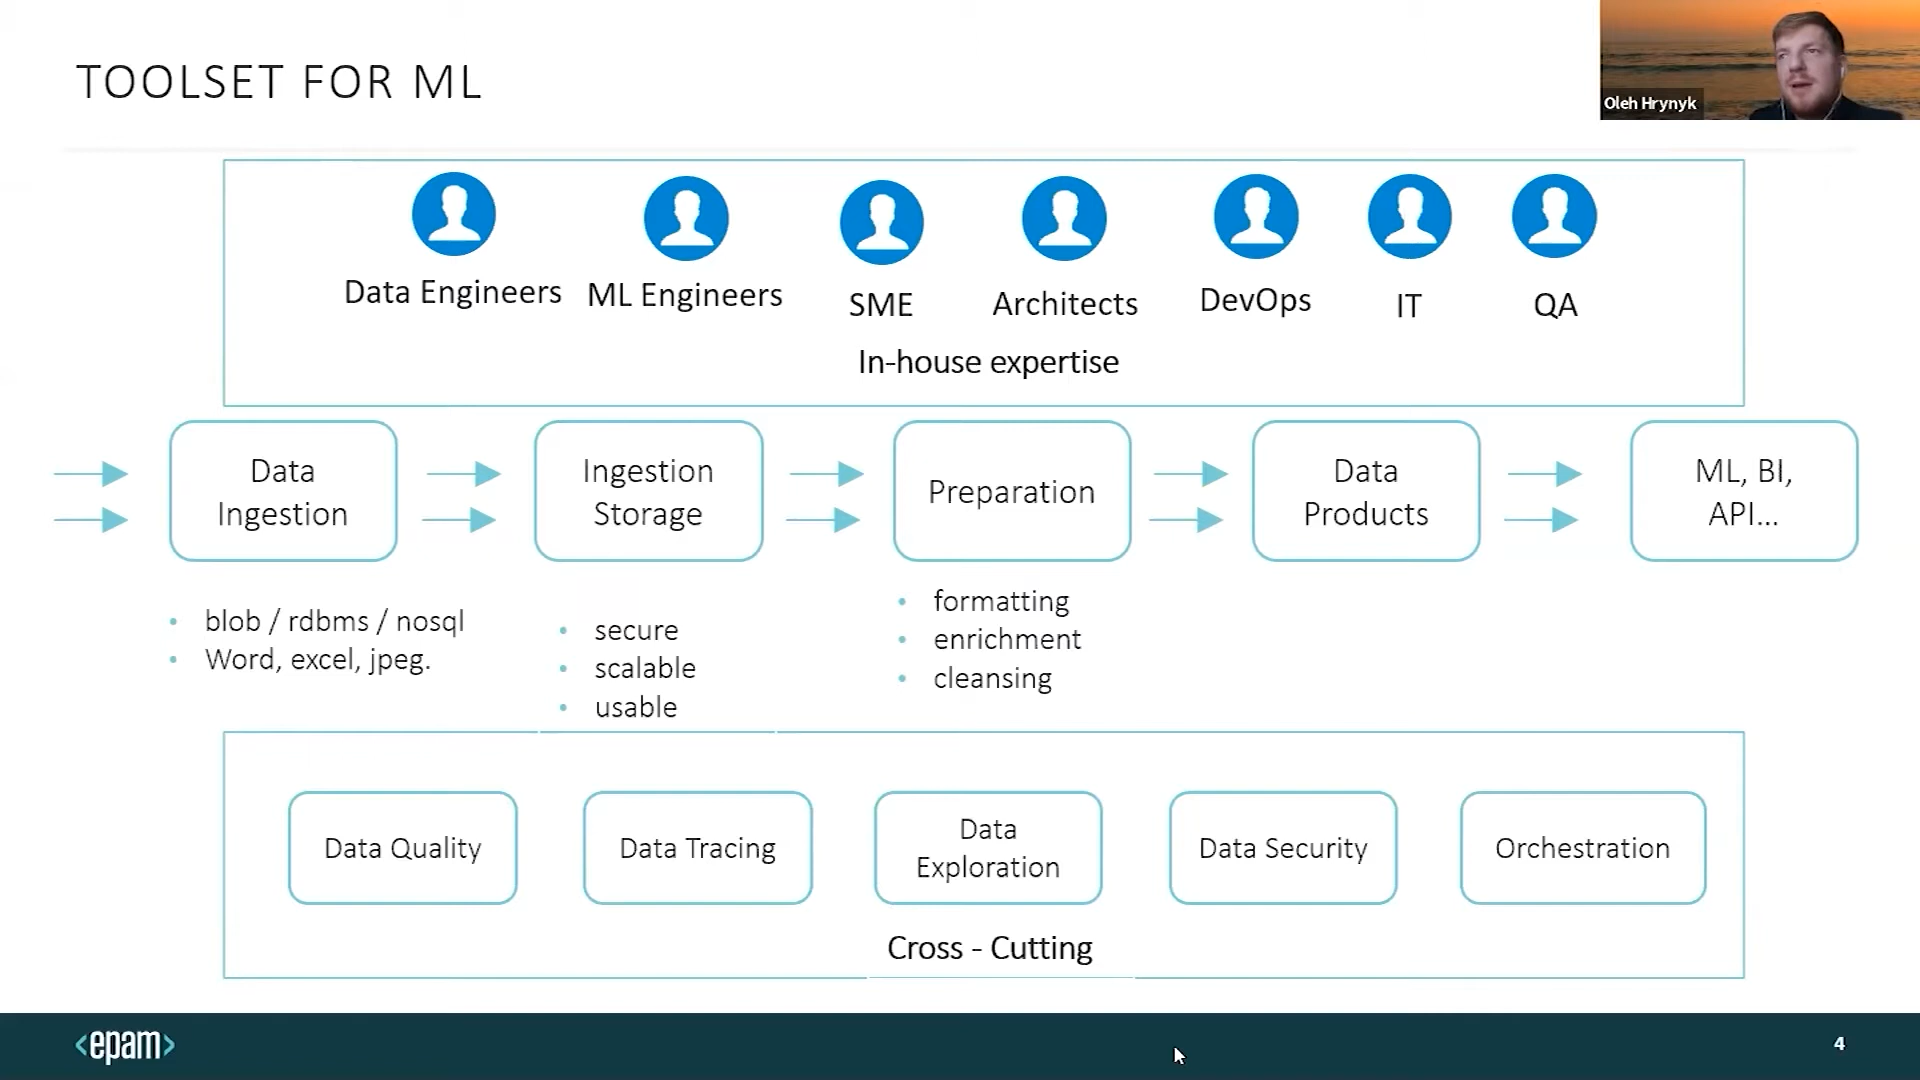 TOOLSET FOR ML
Oleh Hrynyk
Data Engineers
ML Engineers
SME
Architects
DevOps
IT
QA
In-house expertise
Data
Ingestion
Ingestion
Storage
Preparation
Data
Products
ML, BI,
API...
• blob / rdbms / nosql
• Word, excel, jpeg.
• secure
• scalable
• usable
• formatting
• enrichment
• cleansing
Data Quality
Data Tracing
Data
Exploration
Data Security
Orchestration
Cross - Cutting
<epam>
4